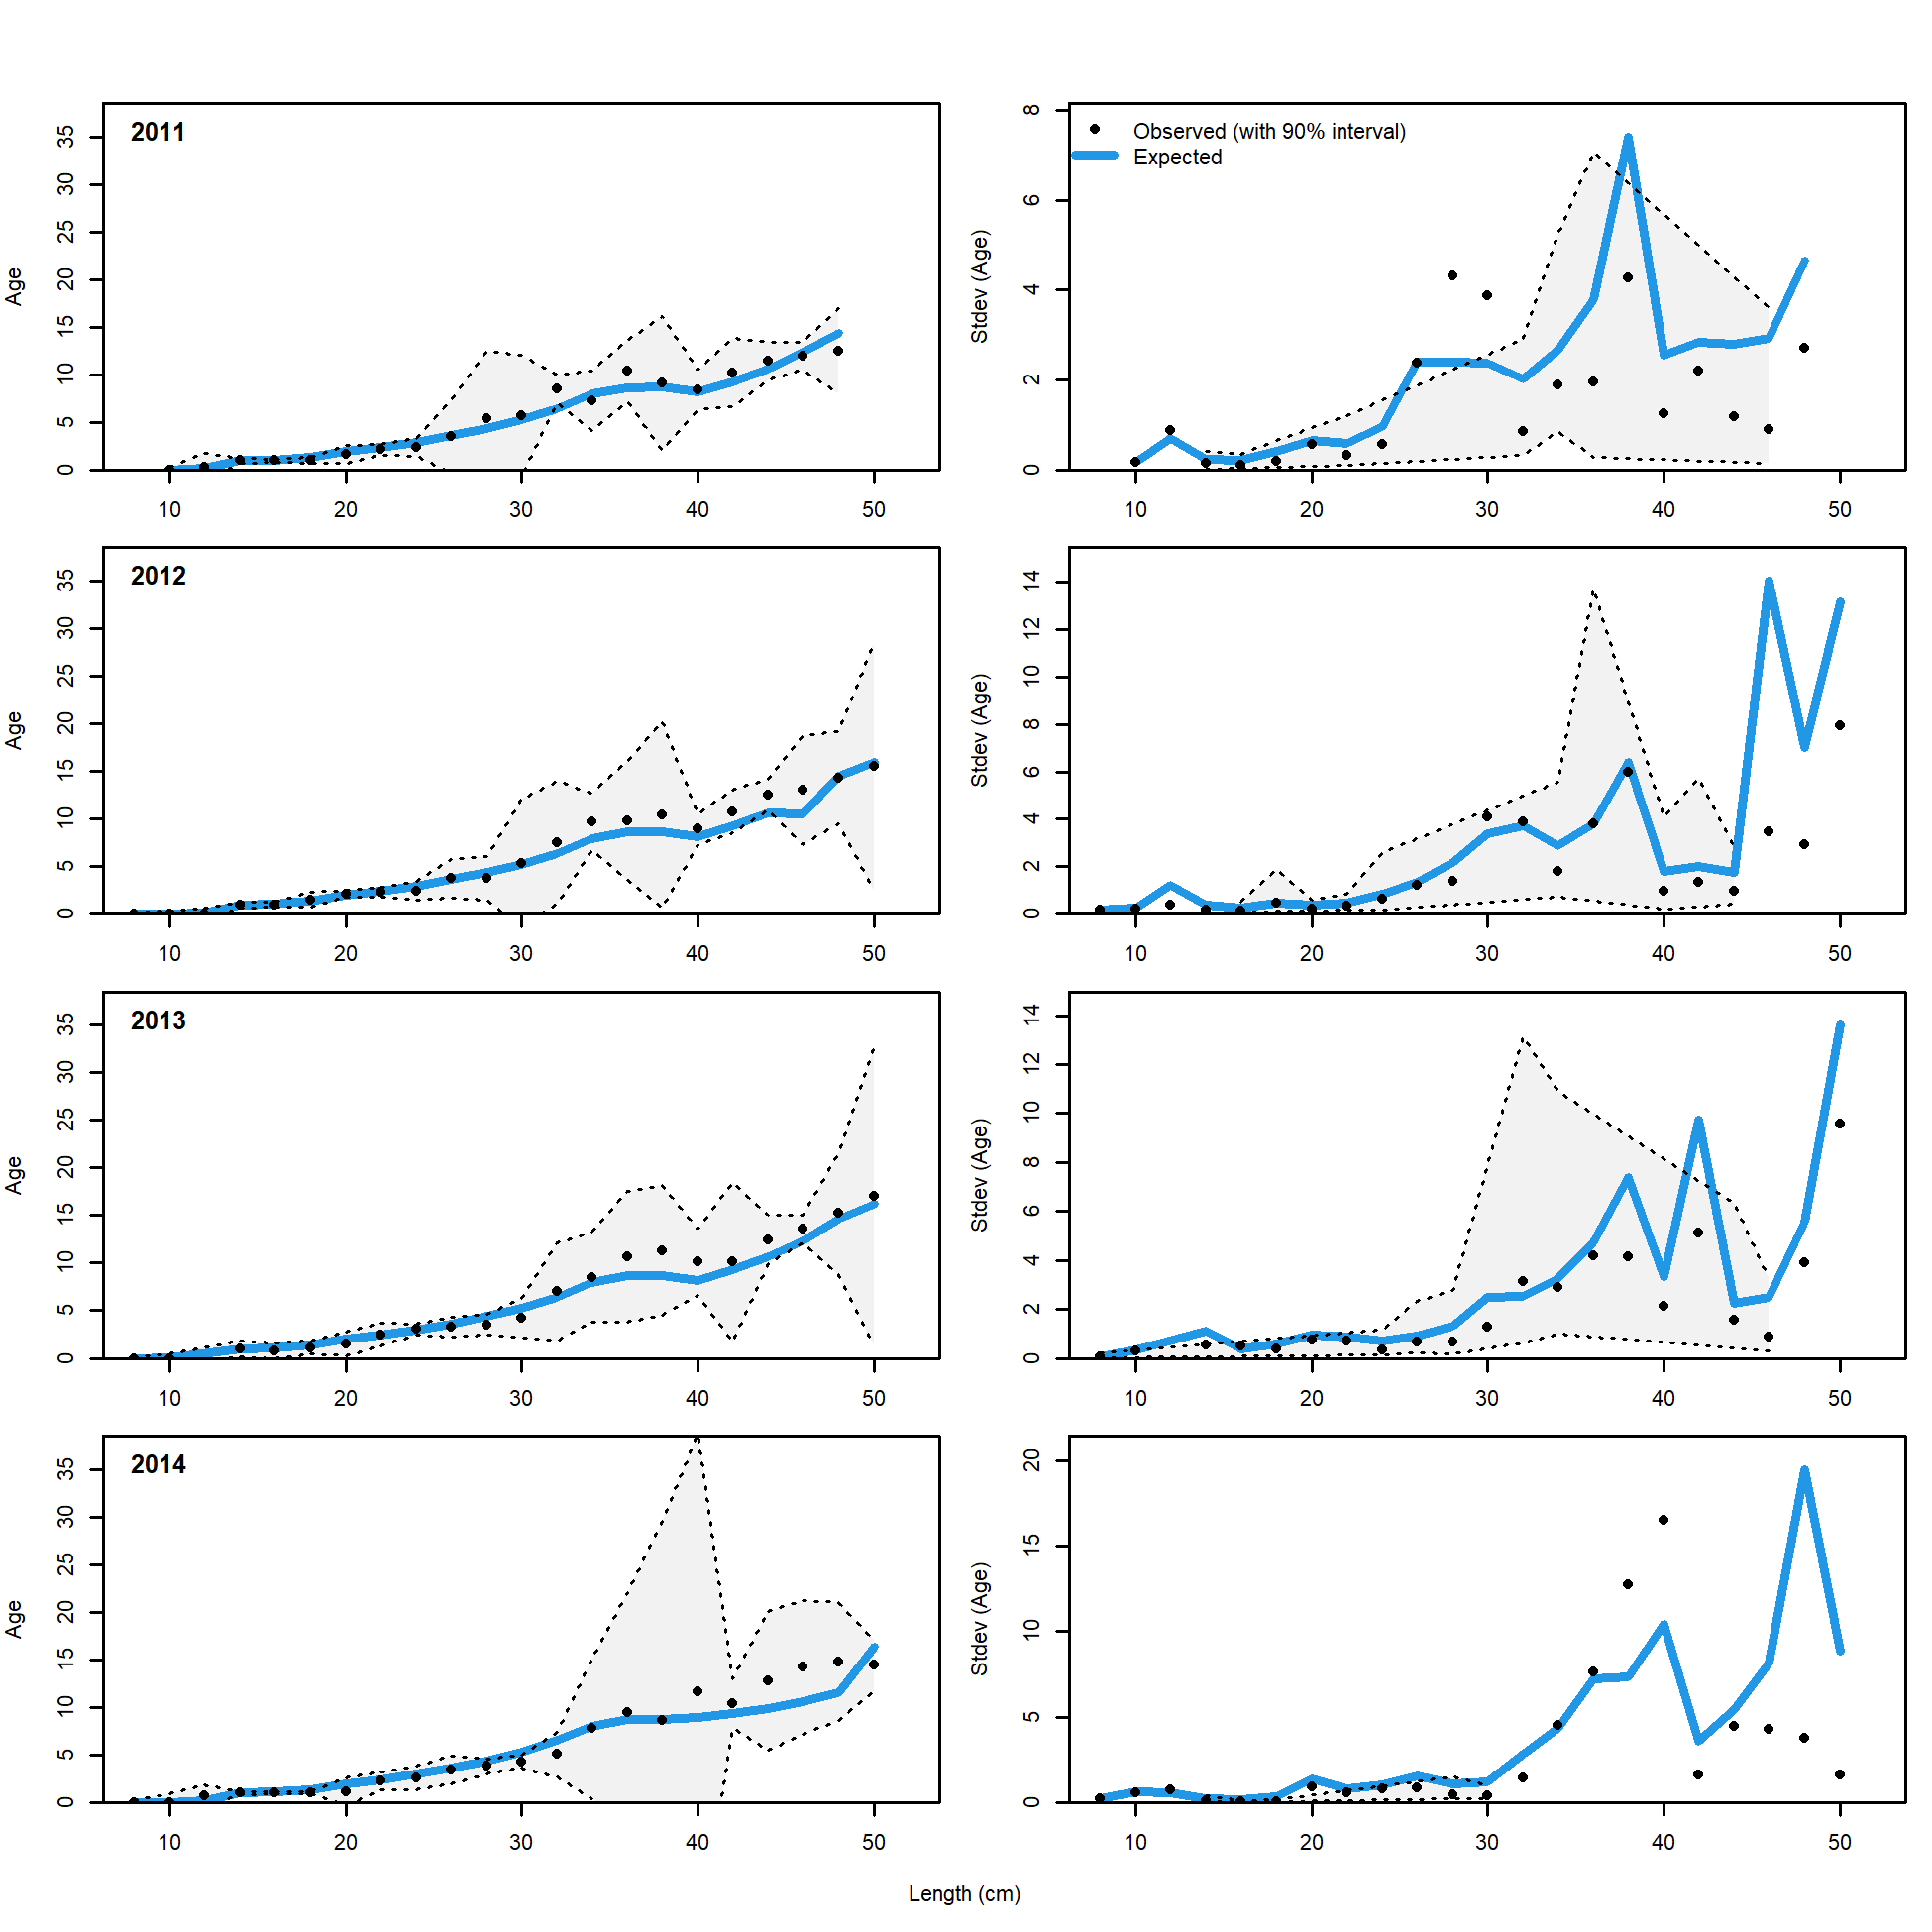 2011
Age
0 5 10 15 20 25 30 35
10 20 30 40 50
Observed (with 90% interval)
Expected
Stdev (Age)
0 2 4 6 8
10 20 30 40 50
2012
Age
0 5 10 15 20 25 30 35
10 20 30 40 50
Stdev (Age)
0 2 4 6 8 10 12 14
10 20 30 40 50
2013
Age
0 5 10 15 20 25 30 35
10 20 30 40 50
Stdev (Age)
0 2 4 6 8 10 12 14
10 20 30 40 50
2014
Age
0 5 10 15 20 25 30 35
10 20 30 40 50
Stdev (Age)
0 5 10 15 20
10 20 30 40 50
Length (cm)